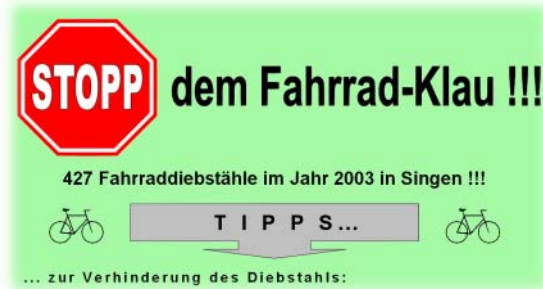 STOPP dem Fahrrad-Klau !!!
427 Fahrraddiebstähle im Jahr 2003 in Singen !!!
T I P P S ...
... zur Verhinderung des Diebstahls: